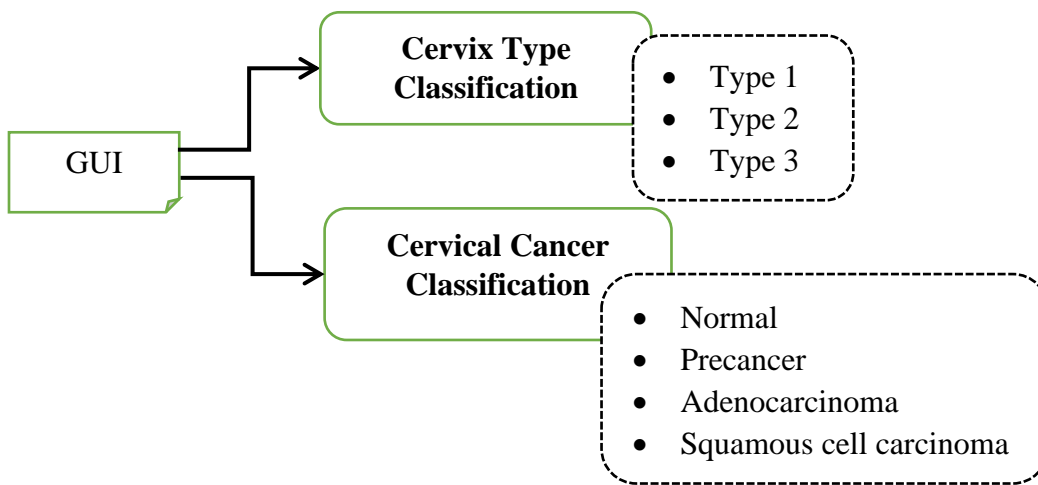 GUI
Cervix Type
Classification
• Type 1
• Type 2
• Type 3
Cervical Cancer
Classification
• Normal
• Precancer
• Adenocarcinoma
• Squamous cell carcinoma